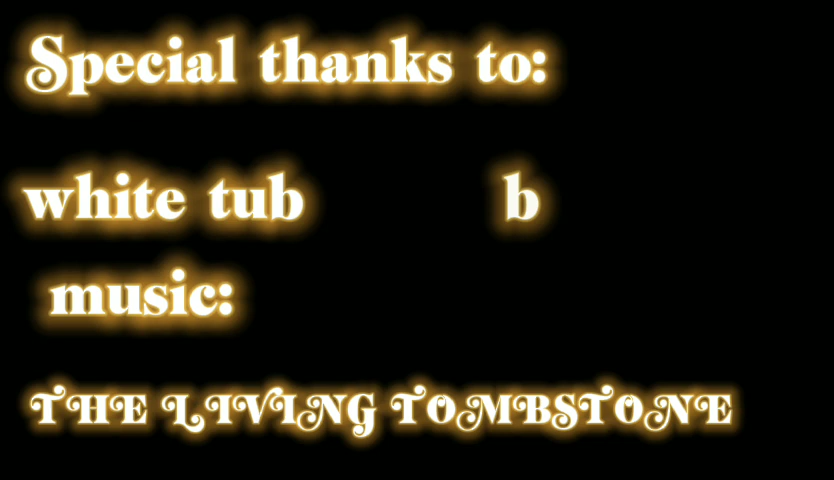 Special thanks to:
white tub b
music:
THE LIVING TOMBSTONE